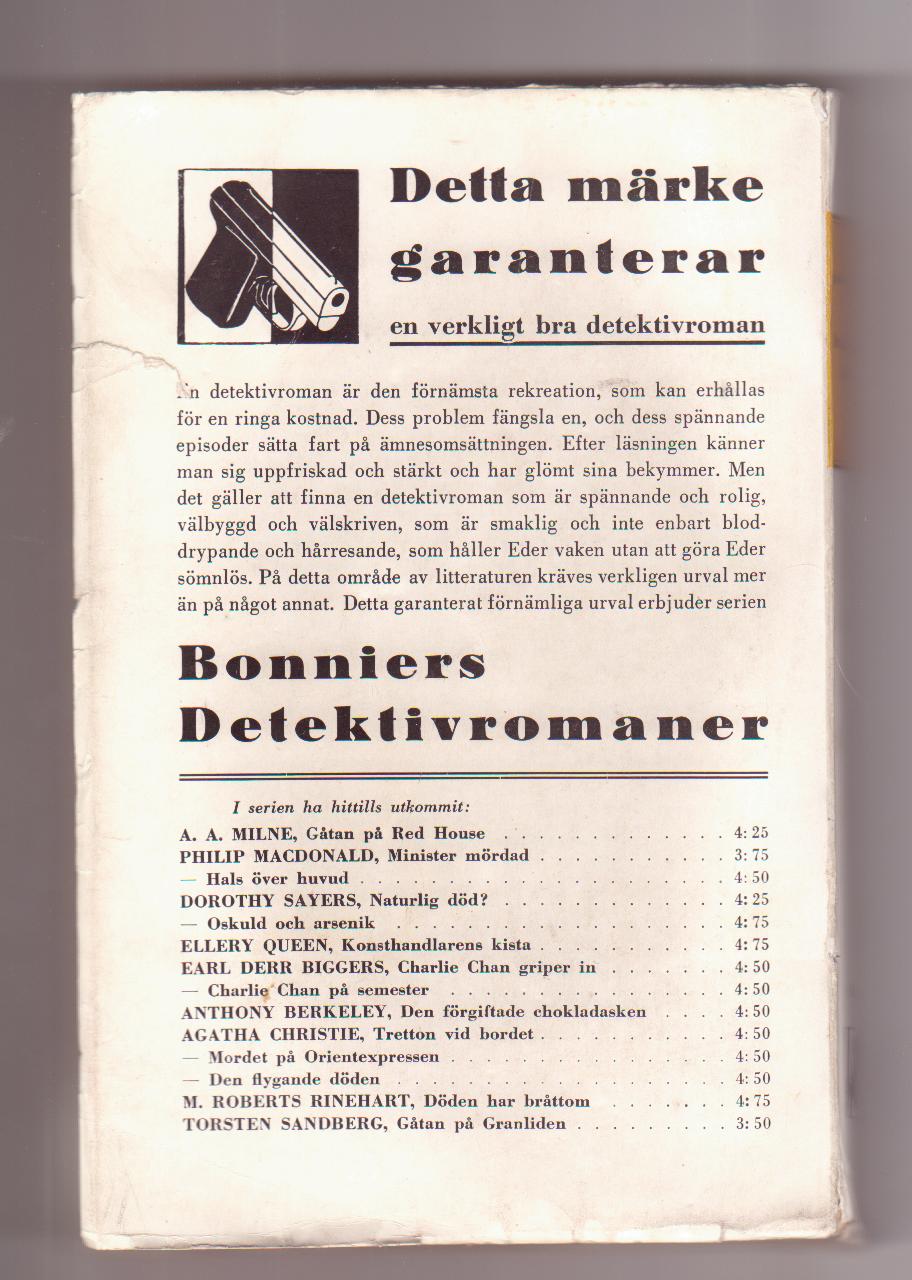 Detta märke
garanterar
en verkligt bra detektivroman
En detektivroman är den förnämsta rekreation, som kan erhållas
för en ringa kostnad. Dess problem fängsla en, och dess spännande
episoder sätta fart på ämnesomsättningen. Efter läsningen känner
man sig uppfriskad och stärkt och har glömt sina bekymmer. Men
det gäller att finna en detektivroman som är spännande och rolig,
välbyggd och välskriven, som är smaklig och inte enbart blod-
drypande och hårresande, som håller Eder vaken utan att göra Eder
sömnlös. På detta område av litteraturen kräves verkligen urval mer
än på något annat. Detta garanterat förnämliga urval erbjuder serien
Bonniers
Detektivromaner
I serien ha hittills utkommit:
A. A. MILNE, Gåtan på Red House . . . . . . . . . . . . . 4: 25
PHILIP MACDONALD, Minister mördad . . . . . . . . . . . 3: 75
— Hals över huvud . . . . . . . . . . . . . . . . . . . . . 4: 50
DOROTHY SAYERS, Naturlig död? . . . . . . . . . . . . . 4: 25
— Oskuld och arsenik . . . . . . . . . . . . . . . . . . . 4: 75
ELLERY QUEEN, Konsthandlarens kista . . . . . . . . . . . 4: 75
EARL DERR BIGGERS, Charlie Chan griper in . . . . . . . 4: 50
— Charlie Chan på semester . . . . . . . . . . . . . . . . 4: 50
ANTHONY BERKELEY, Den förgiftade chokladasken . . . . 4: 50
AGATHA CHRISTIE, Tretton vid bordet . . . . . . . . . . . 4: 50
— Mordet på Orientexpressen . . . . . . . . . . . . . . . . 4: 50
— Den flygande döden . . . . . . . . . . . . . . . . . . . 4: 50
M. ROBERTS RINEHART, Döden har bråttom . . . . . . . 4: 75
TORSTEN SANDBERG, Gåtan på Granliden . . . . . . . . . 3: 50